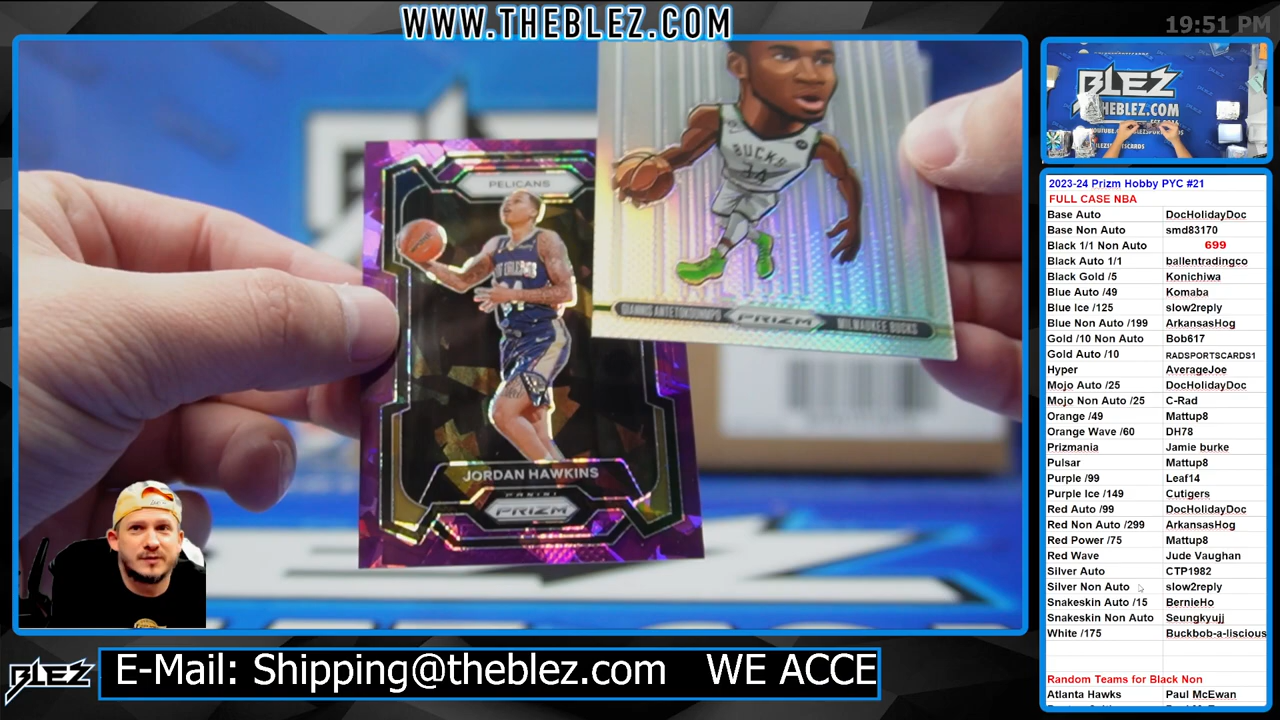 WWW.THEBLEZ.COM
19:51 PM
PELICANS
JORDAN HAWKINS
PANINI
PRIZM
BUCKS
GIANNIS ANTETOKOUNMPO
PRIZM
MILWAUKEE BUCKS
BLEZ
THEBLEZ.COM
2023-24 Prizm Hobby PYC #21
FULL CASE NBA
Base Auto DocHolidayDoc
Base Non Auto smd83170
Black 1/1 Non Auto 699
Black Auto 1/1 ballentradingco
Black Gold /5 Konichiwa
Blue Auto /49 Komaba
Blue ice /125 slow2reply
Blue Non Auto /199 ArkansasHog
Gold /10 Non Auto Bob617
Gold Auto /10 RADSPORTSCARDS1
Hyper AverageJoe
Mojo Auto /25 DocHolidayDoc
Mojo Non Auto /25 C-Rad
Orange /49 Mattup8
Orange Wave /60 DH78
Prizmania Jamie burke
Pulsar Mattup8
Purple /99 Leaf14
Purple Ice /149 Cutigers
Red Auto /99 DocHolidayDoc
Red Non Auto /299 ArkansasHog
Red Power /75 Mattup8
Red Wave Jude Vaughan
Silver Auto CTP1982
Silver Non Auto slow2reply
Snakeskin Auto /15 BernieHo
Snakeskin Non Auto Seungkyujj
White /175 Buckbob-a-liscious
Random Teams for Black Non
Atlanta Hawks Paul McEwan
BLEZ
E-Mail: Shipping@theblez.com WE ACCE